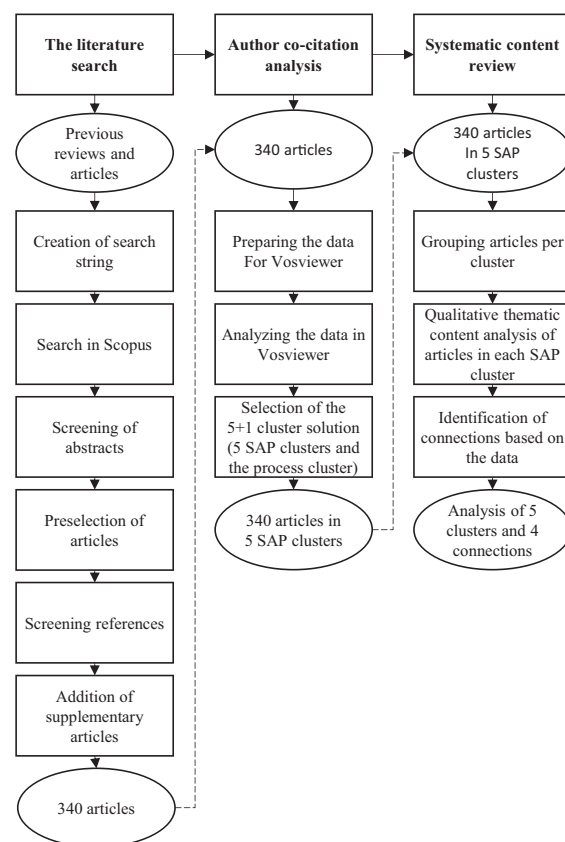 The literature
search
Previous
reviews and
articles
Creation of search
string
Search in Scopus
Screening of
abstracts
Preselection of
articles
Screening references
Addition of
supplementary
articles
340 articles
Author co-citation
analysis
340 articles
Preparing the data
For Vosviewer
Analyzing the data in
Vosviewer
Selection of the
5+1 cluster solution
(5 SAP clusters and
the process cluster)
340 articles in
5 SAP clusters
Systematic content
review
340 articles
In 5 SAP
clusters
Grouping articles per
cluster
Qualitative thematic
content analysis of
articles in each SAP
cluster
Identification of
connections based on
the data
Analysis of 5
clusters and 4
connections